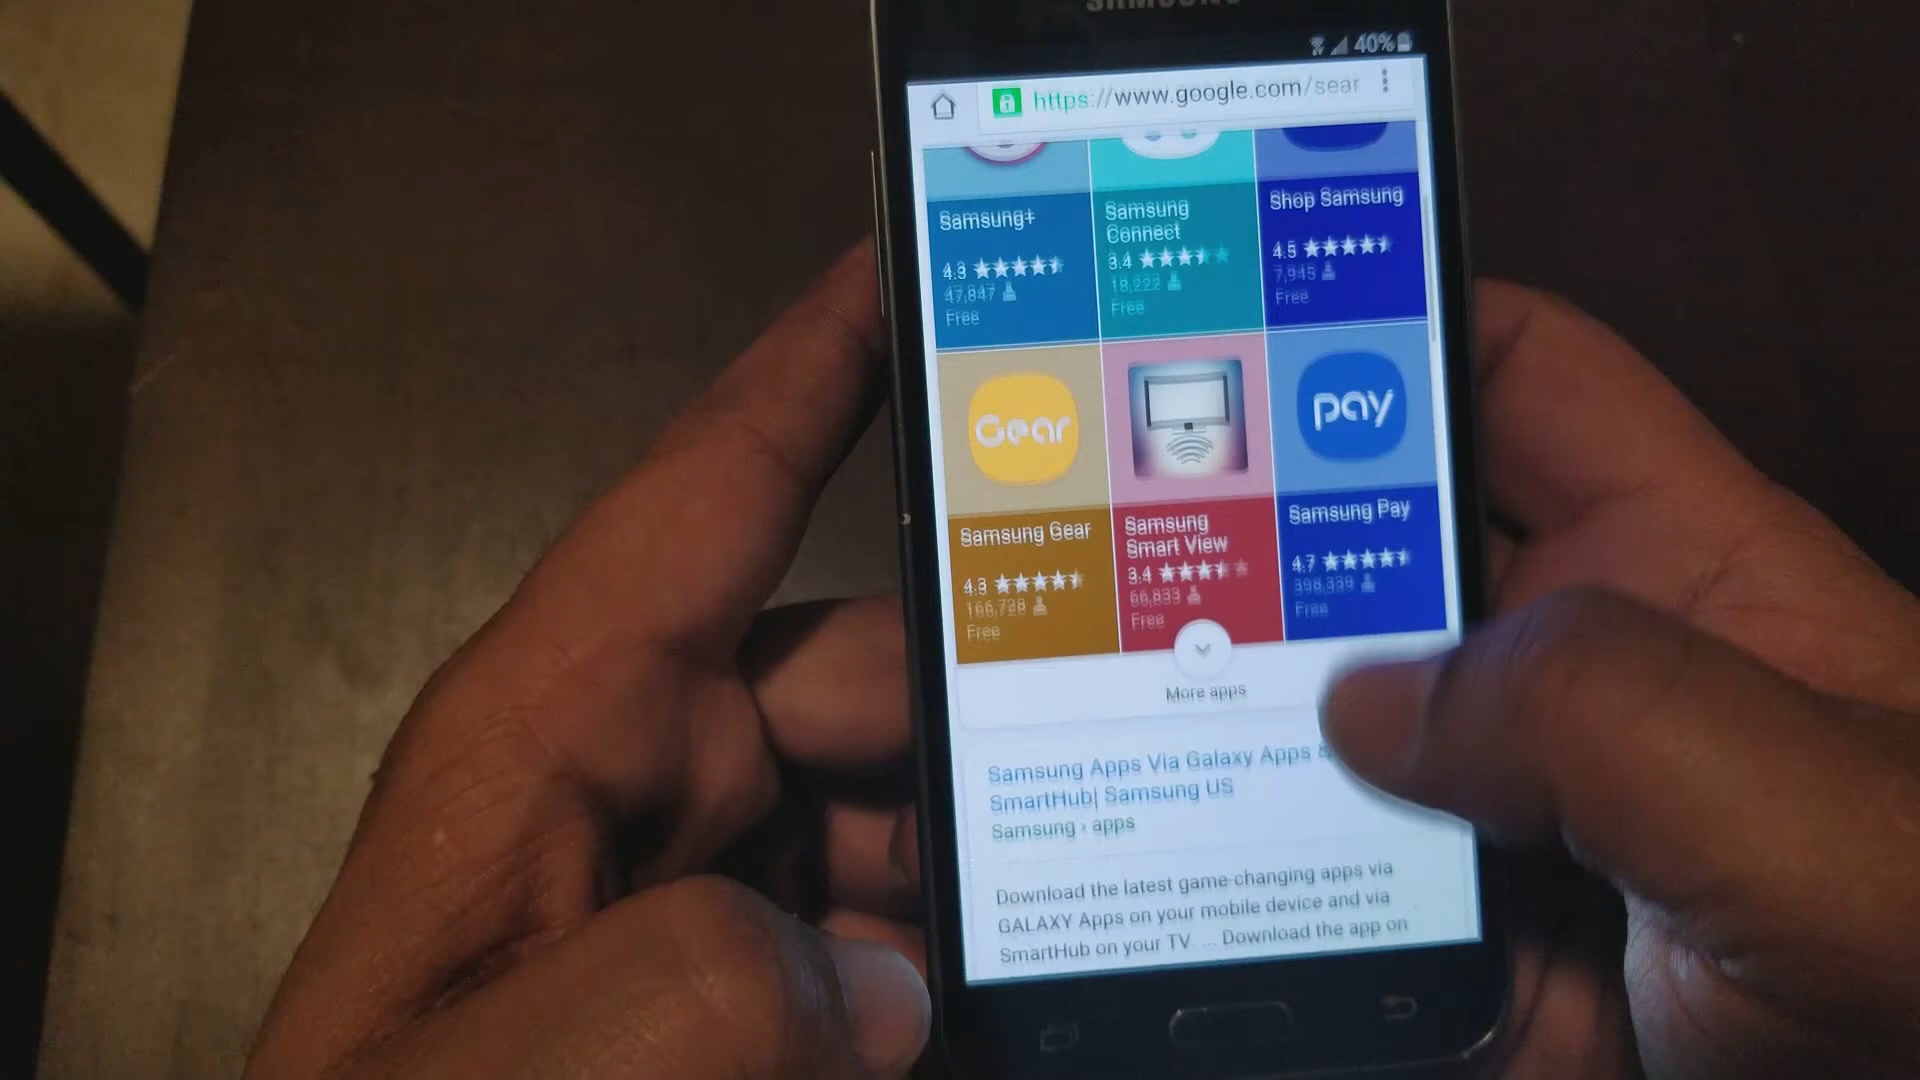 SAMSUNG
40%
https://www.google.com/sear
Samsung+
4.3
47,847
Free
Samsung
Connect
3.4
18,222
Free
Shop Samsung
4.5
7,945
Free
Gear
Samsung Gear
4.3
166,728
Free
Samsung
Smart View
3.4
66,833
Free
pay
Samsung Pay
4.7
398,339
Free
More apps
Samsung Apps Via Galaxy Apps &
SmartHub| Samsung US
Samsung › apps
Download the latest game-changing apps via
GALAXY Apps on your mobile device and via
SmartHub on your TV. ... Download the app on